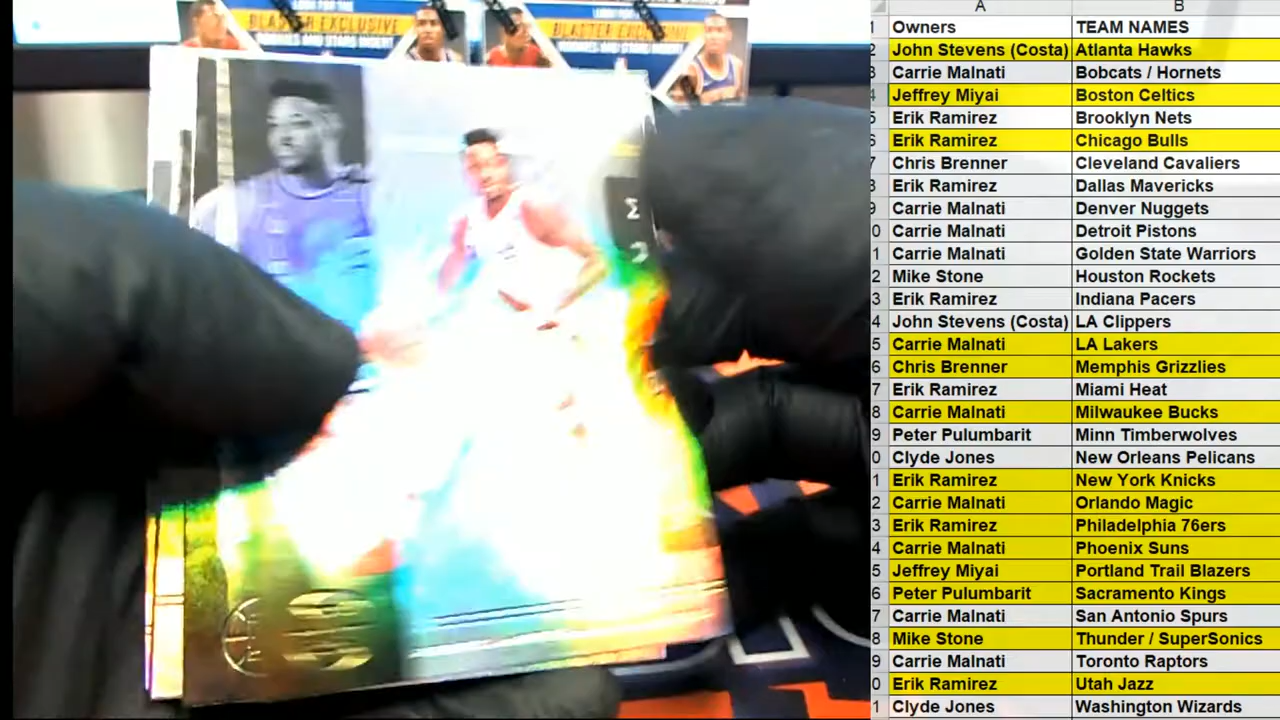 BLASTER EXCLUSIVE
BLASTER EXCLUSIVE
A B
1 Owners TEAM NAMES
2 John Stevens (Costa) Atlanta Hawks
3 Carrie Malnati Bobcats / Hornets
4 Jeffrey Miyai Boston Celtics
5 Erik Ramirez Brooklyn Nets
6 Erik Ramirez Chicago Bulls
7 Chris Brenner Cleveland Cavaliers
8 Erik Ramirez Dallas Mavericks
9 Carrie Malnati Denver Nuggets
0 Carrie Malnati Detroit Pistons
1 Carrie Malnati Golden State Warriors
2 Mike Stone Houston Rockets
3 Erik Ramirez Indiana Pacers
4 John Stevens (Costa) LA Clippers
5 Carrie Malnati LA Lakers
6 Chris Brenner Memphis Grizzlies
7 Erik Ramirez Miami Heat
8 Carrie Malnati Milwaukee Bucks
9 Peter Pulumbarit Minn Timberwolves
0 Clyde Jones New Orleans Pelicans
1 Erik Ramirez New York Knicks
2 Carrie Malnati Orlando Magic
3 Erik Ramirez Philadelphia 76ers
4 Carrie Malnati Phoenix Suns
5 Jeffrey Miyai Portland Trail Blazers
6 Peter Pulumbarit Sacramento Kings
7 Carrie Malnati San Antonio Spurs
8 Mike Stone Thunder / SuperSonics
9 Carrie Malnati Toronto Raptors
0 Erik Ramirez Utah Jazz
1 Clyde Jones Washington Wizards